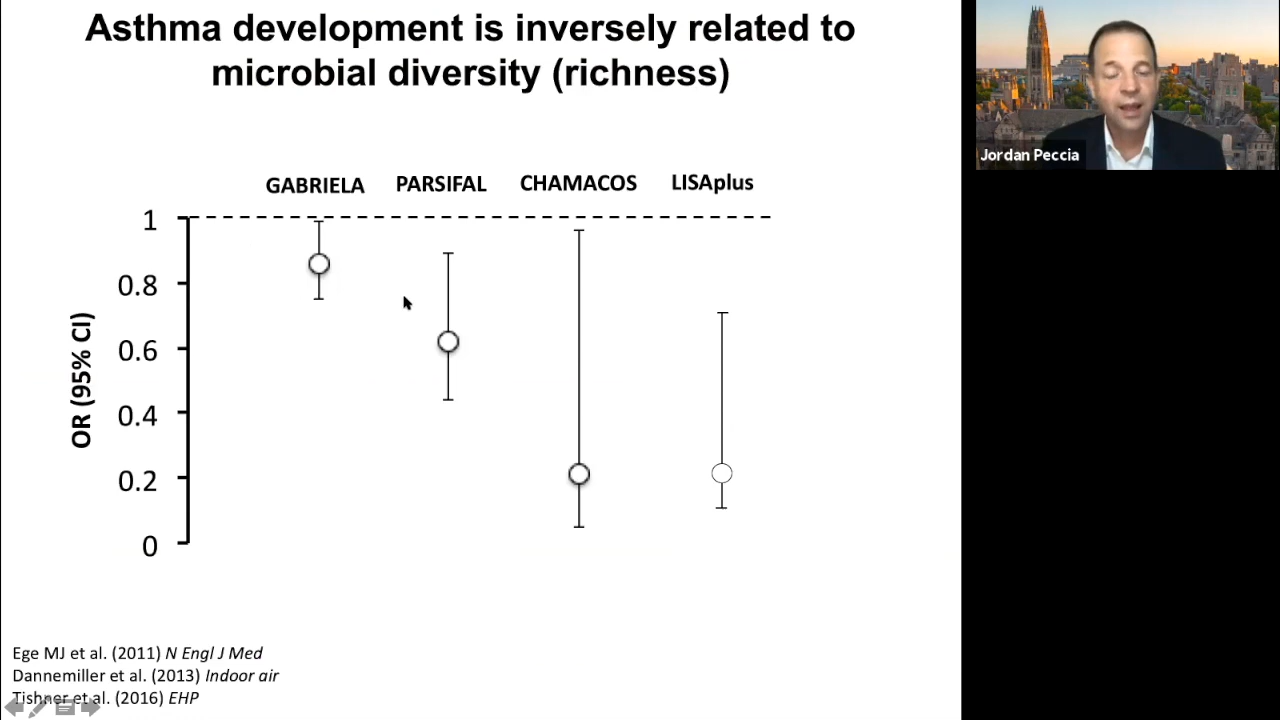 Asthma development is inversely related to
microbial diversity (richness)
Jordan Peccia
GABRIELA PARSIFAL CHAMACOS LISAplus
1
0.8
0.6
0.4
0.2
0
OR (95% CI)
Ege MJ et al. (2011) N Engl J Med
Dannemiller et al. (2013) Indoor air
Tishner et al. (2016) EHP